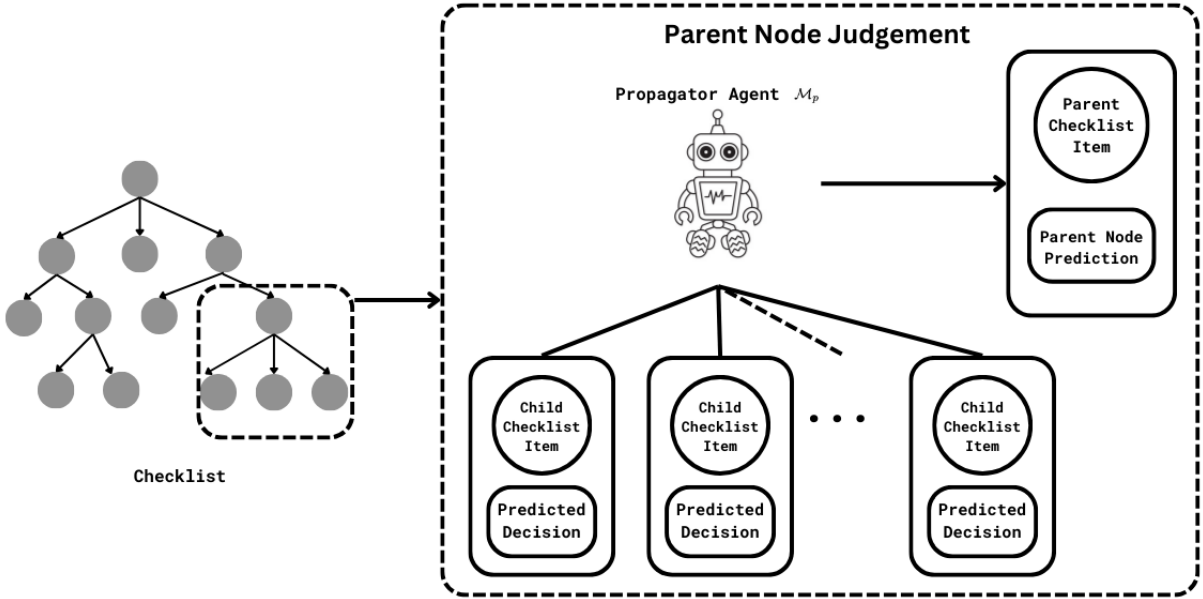 Parent Node Judgement
Propagator Agent 𝓜ₚ
Parent
Checklist
Item
Parent Node
Prediction
Child
Checklist
Item
Predicted
Decision
Child
Checklist
Item
Predicted
Decision
• • •
Child
Checklist
Item
Predicted
Decision
Checklist